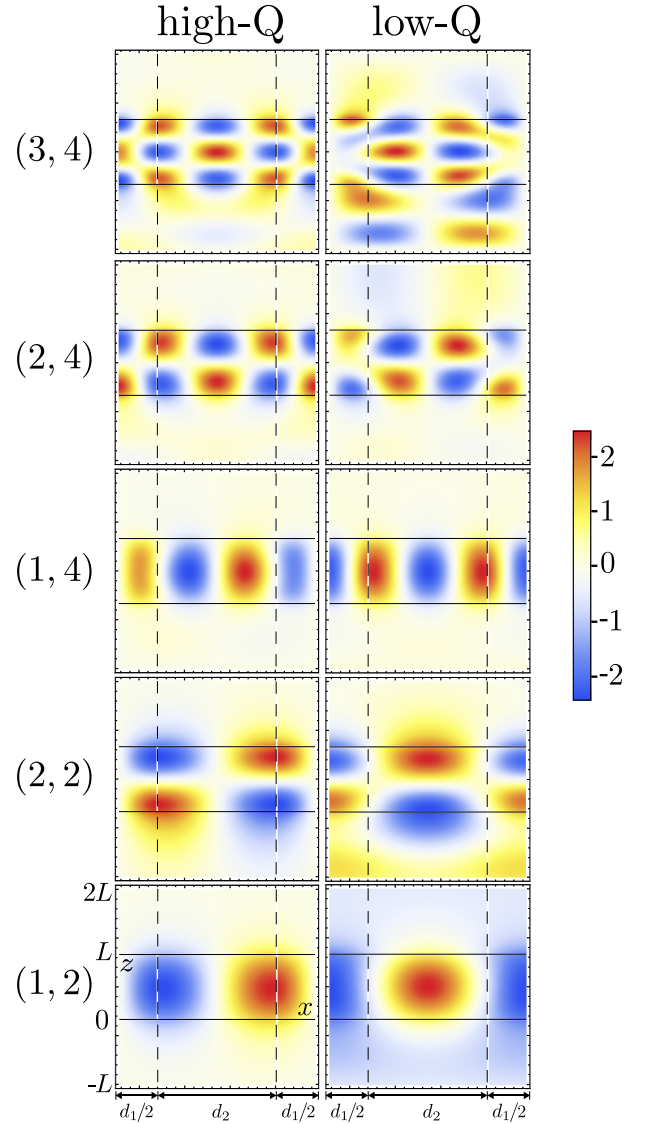 high-Q low-Q
(3, 4)
(2, 4)
2
1
0
-1
-2
(1, 4)
(2, 2)
(1, 2)
2L
L
z
x
0
-L
d₁/2 d₂ d₁/2 d₁/2 d₂ d₁/2